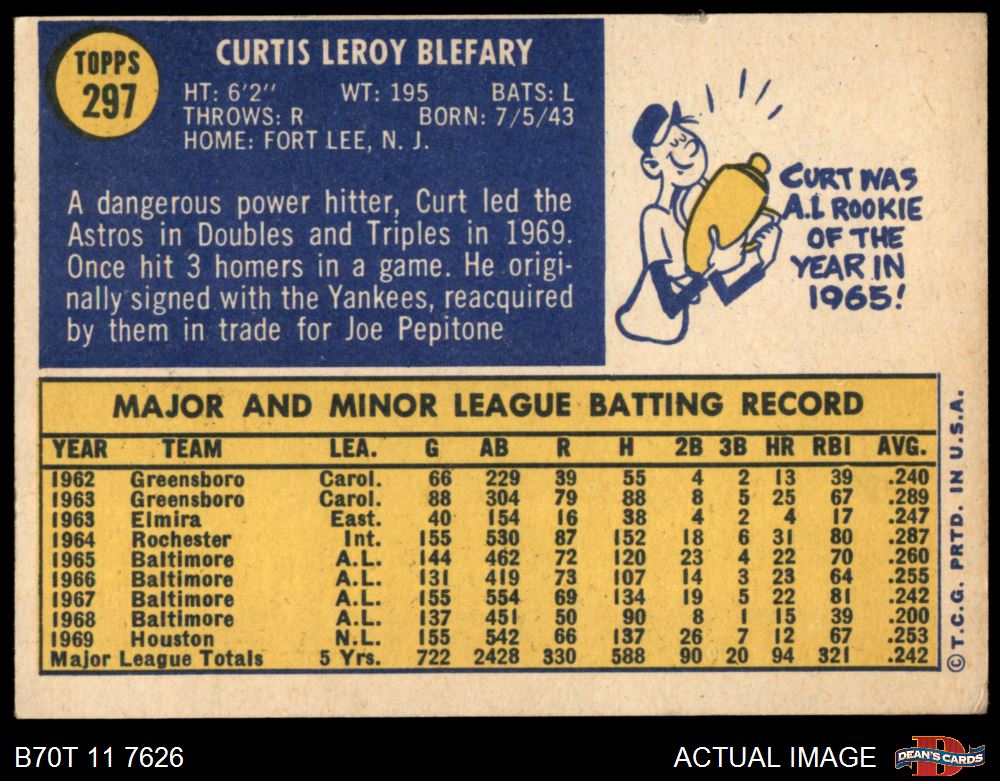 TOPPS
297
CURTIS LEROY BLEFARY
HT: 6'2" WT: 195 BATS: L
THROWS: R BORN: 7/5/43
HOME: FORT LEE, N. J.
A dangerous power hitter, Curt led the
Astros in Doubles and Triples in 1969.
Once hit 3 homers in a game. He origi-
nally signed with the Yankees, reacquired
by them in trade for Joe Pepitone
CURT WAS
A.L ROOKIE
OF THE
YEAR IN
1965!
MAJOR AND MINOR LEAGUE BATTING RECORD
YEAR TEAM LEA. G AB R H 2B 3B HR RBI AVG.
1962 Greensboro Carol. 66 229 39 55 4 2 13 39 .240
1963 Greensboro Carol. 88 304 79 88 8 5 25 67 .289
1963 Elmira East. 40 154 16 38 4 2 4 17 .247
1964 Rochester Int. 155 530 87 152 18 6 31 80 .287
1965 Baltimore A.L. 144 462 72 120 23 4 22 70 .260
1966 Baltimore A.L. 131 419 73 107 14 3 23 64 .255
1967 Baltimore A.L. 155 554 69 134 19 5 22 81 .242
1968 Baltimore A.L. 137 451 50 90 8 1 15 39 .200
1969 Houston N.L. 155 542 66 137 26 7 12 67 .253
Major League Totals 5 Yrs. 722 2428 330 588 90 20 94 321 .242
© T.C.G. PRTD. IN U.S.A.
B70T 11 7626
ACTUAL IMAGE
D
DEAN'S CARDS